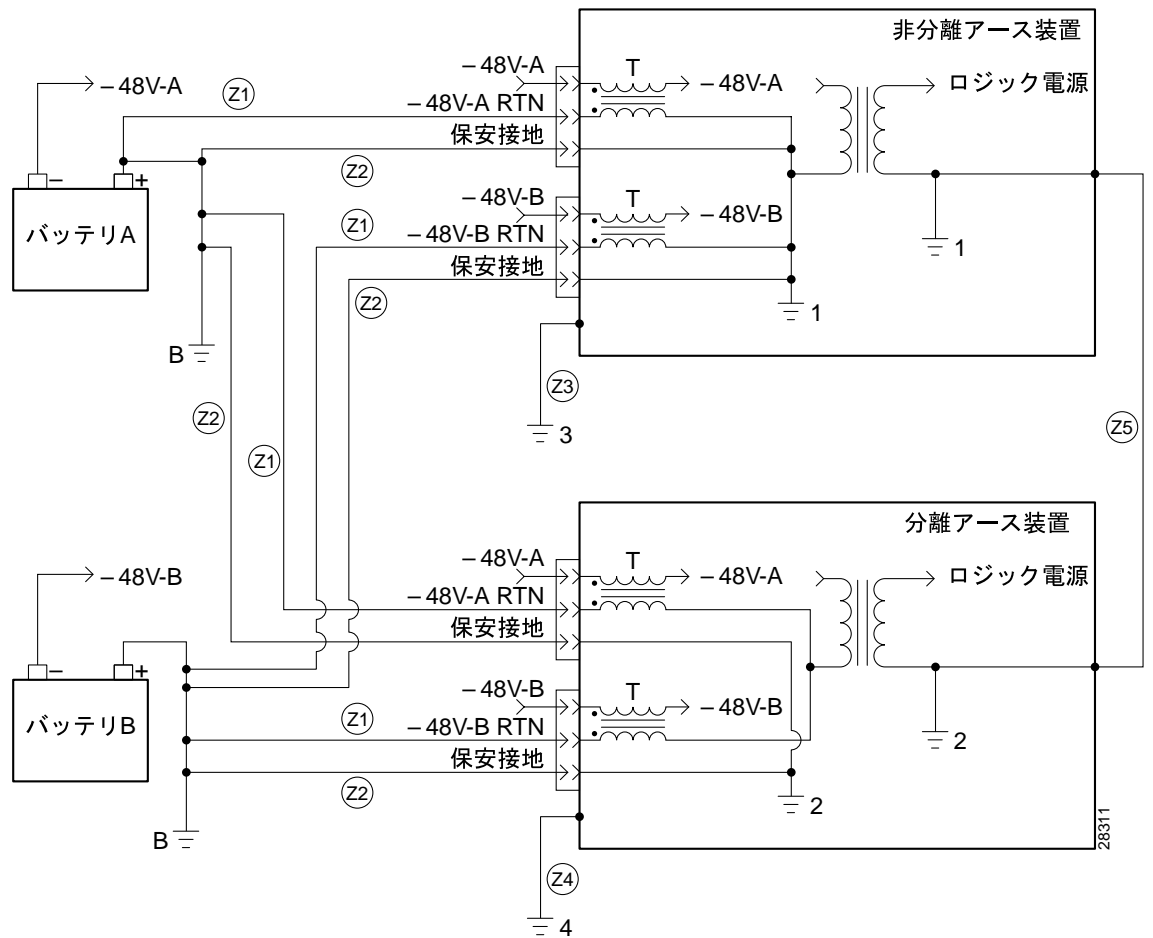 非分離アース装置
– 48V-A
– 48V-A
T
– 48V-A
ロジック電源
Z1
– 48V-A RTN
保安接地
Z2
–
+
バッテリA
– 48V-B
T
– 48V-B
Z1
– 48V-B RTN
保安接地
Z2
1
1
B
Z3
3
Z2
Z1
Z5
分離アース装置
– 48V-B
– 48V-A
T
– 48V-A
ロジック電源
– 48V-A RTN
保安接地
–
+
バッテリB
– 48V-B
T
– 48V-B
Z1
– 48V-B RTN
保安接地
Z2
2
2
B
Z4
4
28311